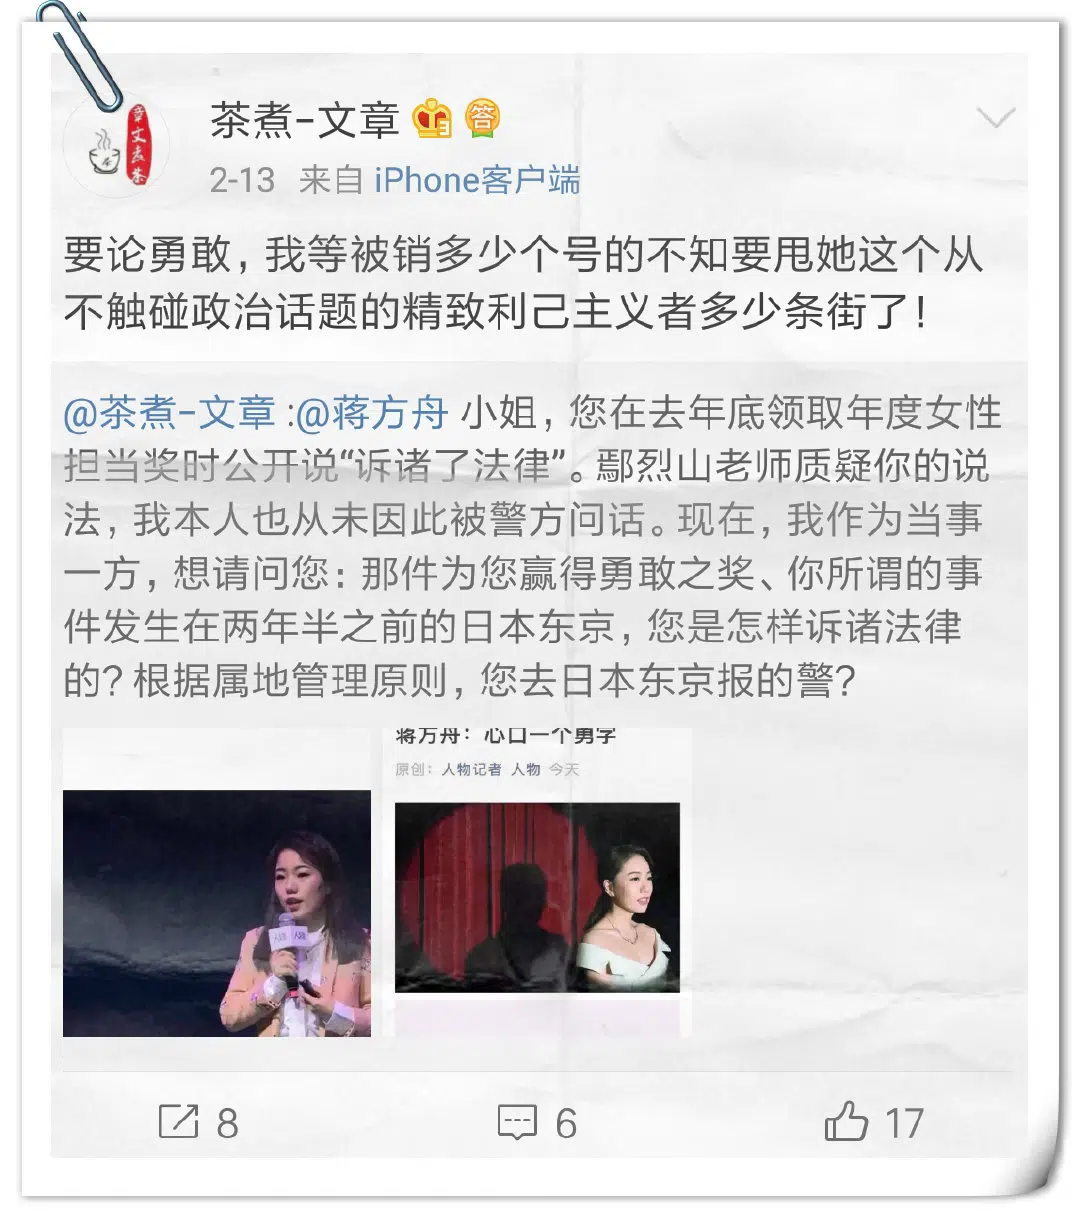 章文煮茶
茶煮-文章
答
2-13 来自 iPhone客户端
要论勇敢，我等被销多少个号的不知要甩她这个从
不触碰政治话题的精致利己主义者多少条街了！
@茶煮-文章 :@蒋方舟 小姐，您在去年底领取年度女性
担当奖时公开说“诉诸了法律”。鄢烈山老师质疑你的说
法，我本人也从未因此被警方问话。现在，我作为当事
一方，想请问您：那件为您赢得勇敢之奖、你所谓的事
件发生在两年半之前的日本东京，您是怎样诉诸法律
的？根据属地管理原则，您去日本东京报的警？
蒋方舟：心口一个勇字
原创：人物记者 人物 今天
8
6
17